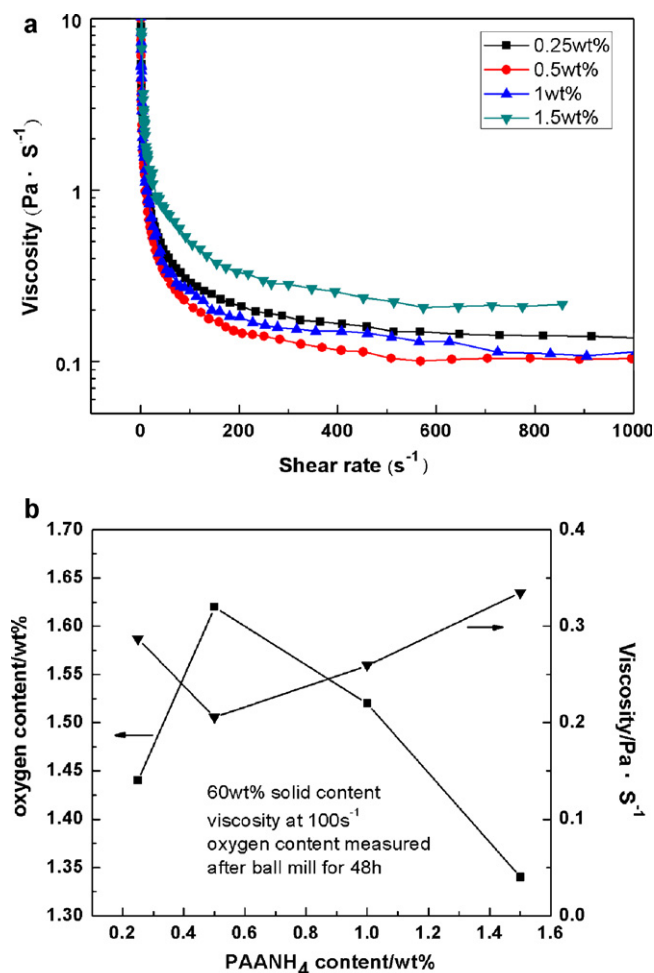 a
10
1
0.1
Viscosity (Pa · S⁻¹)
0.25wt%
0.5wt%
1wt%
1.5wt%
0 200 400 600 800 1000
Shear rate (s⁻¹)
b
1.70
1.65
1.60
1.55
1.50
1.45
1.40
1.35
1.30
oxygen content/wt%
0.4
0.3
0.2
0.1
0.0
Viscosity/Pa · S⁻¹
60wt% solid content
viscosity at 100s⁻¹
oxygen content measured
after ball mill for 48h
0.2 0.4 0.6 0.8 1.0 1.2 1.4 1.6
PAANH₄ content/wt%